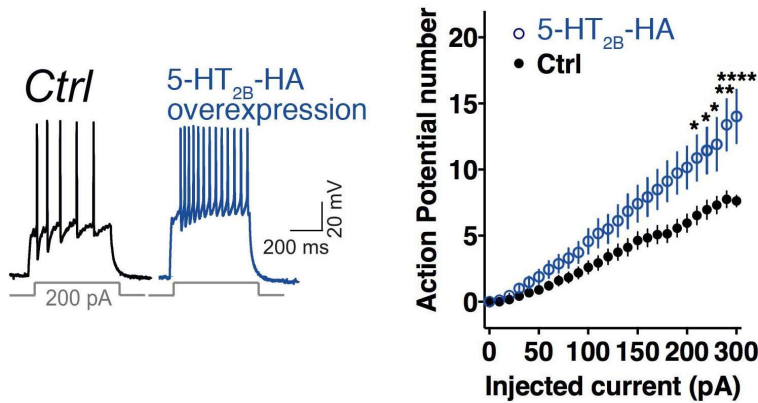 Ctrl
5-HT2B-HA
overexpression
20 mV
200 ms
200 pA
Action Potential number
20
15
10
5
0
5-HT2B-HA
Ctrl
*
*
*
**
****
0 50 100 150 200 250 300
Injected current (pA)